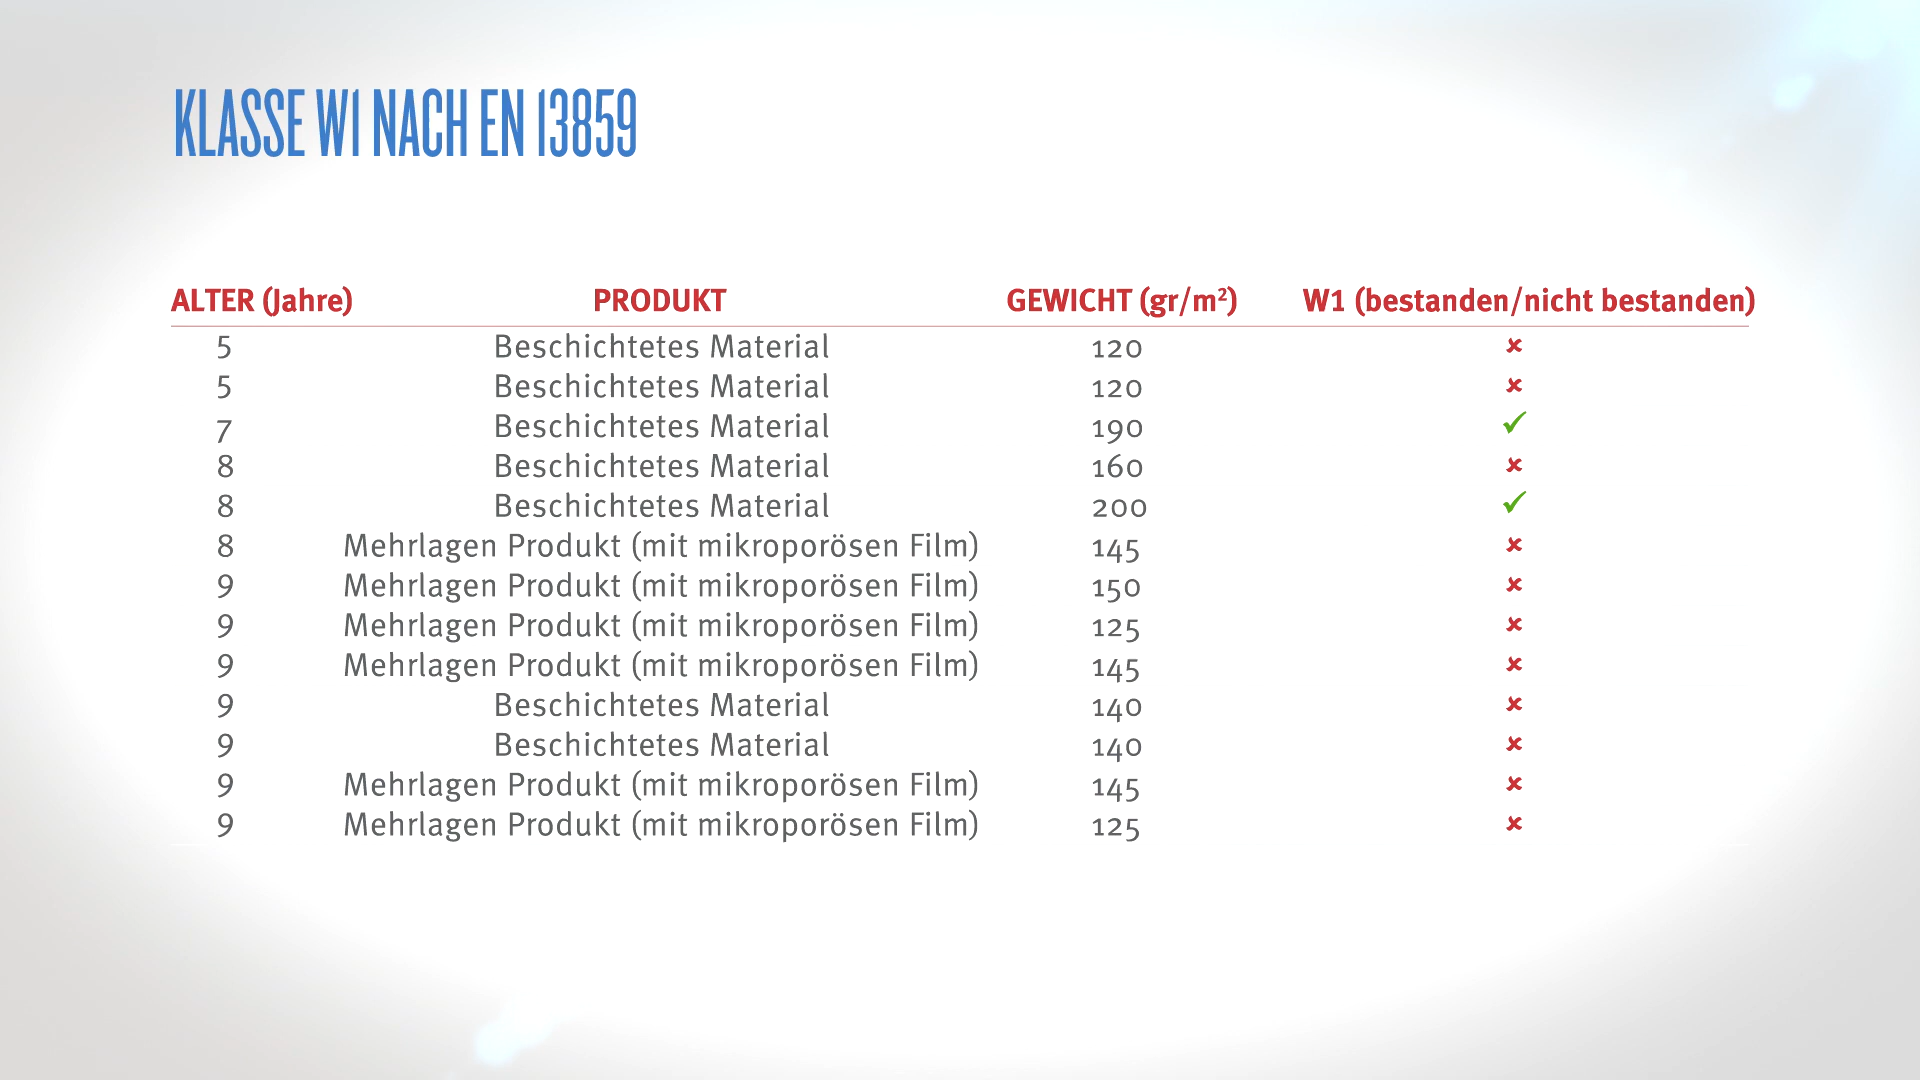 KLASSE W1 NACH EN 13859
ALTER (Jahre) PRODUKT GEWICHT (gr/m²) W1 (bestanden/nicht bestanden)
5 Beschichtetes Material 120 ✘
5 Beschichtetes Material 120 ✘
7 Beschichtetes Material 190 ✓
8 Beschichtetes Material 160 ✘
8 Beschichtetes Material 200 ✓
8 Mehrlagen Produkt (mit mikroporösen Film) 145 ✘
9 Mehrlagen Produkt (mit mikroporösen Film) 150 ✘
9 Mehrlagen Produkt (mit mikroporösen Film) 125 ✘
9 Mehrlagen Produkt (mit mikroporösen Film) 145 ✘
9 Beschichtetes Material 140 ✘
9 Beschichtetes Material 140 ✘
9 Mehrlagen Produkt (mit mikroporösen Film) 145 ✘
9 Mehrlagen Produkt (mit mikroporösen Film) 125 ✘